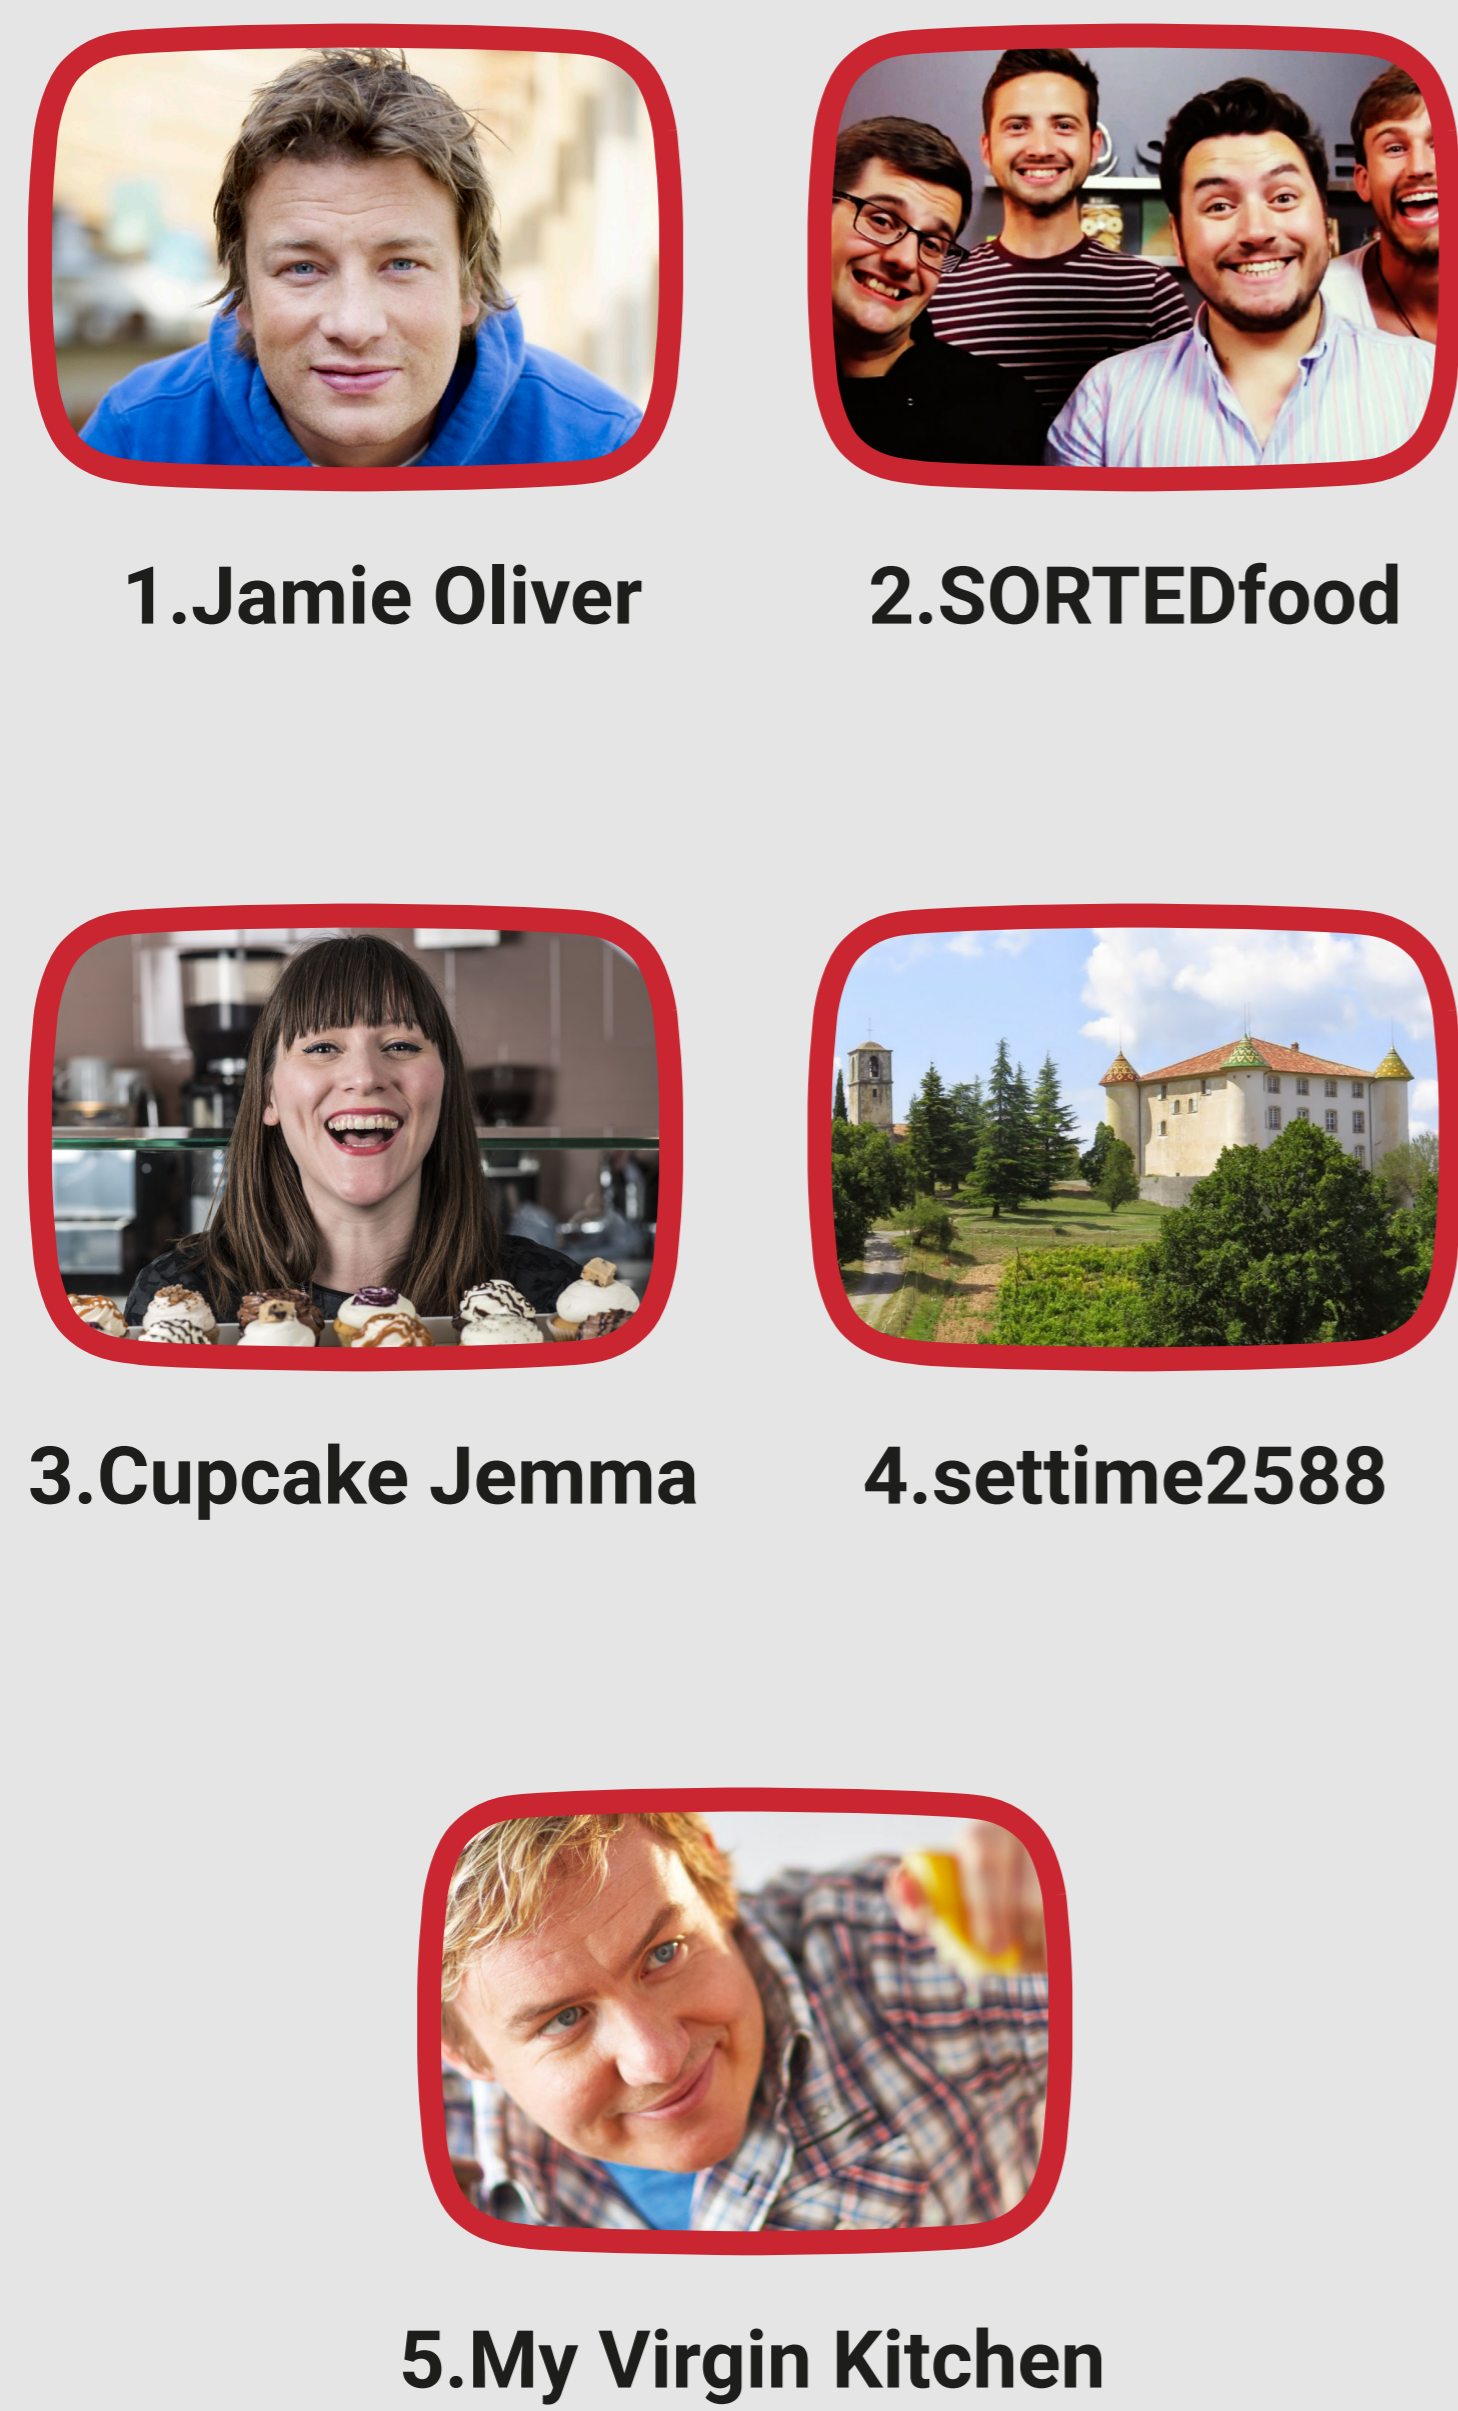 1.Jamie Oliver
2.SORTEDfood
3.Cupcake Jemma
4.settime2588
5.My Virgin Kitchen